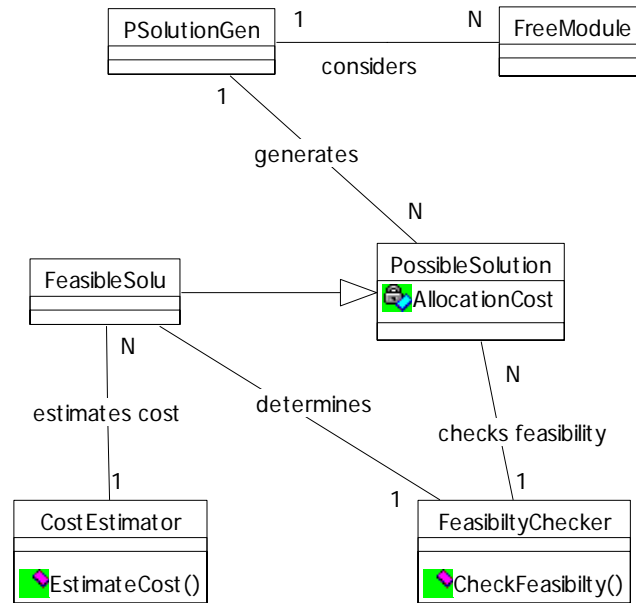 PSolutionGen
1
N
FreeModule
considers
1
generates
N
FeasibleSolu
PossibleSolution
AllocationCost
N
N
estimates cost
determines
checks feasibility
1
1
1
CostEstimator
FeasibiltyChecker
EstimateCost()
CheckFeasibilty()